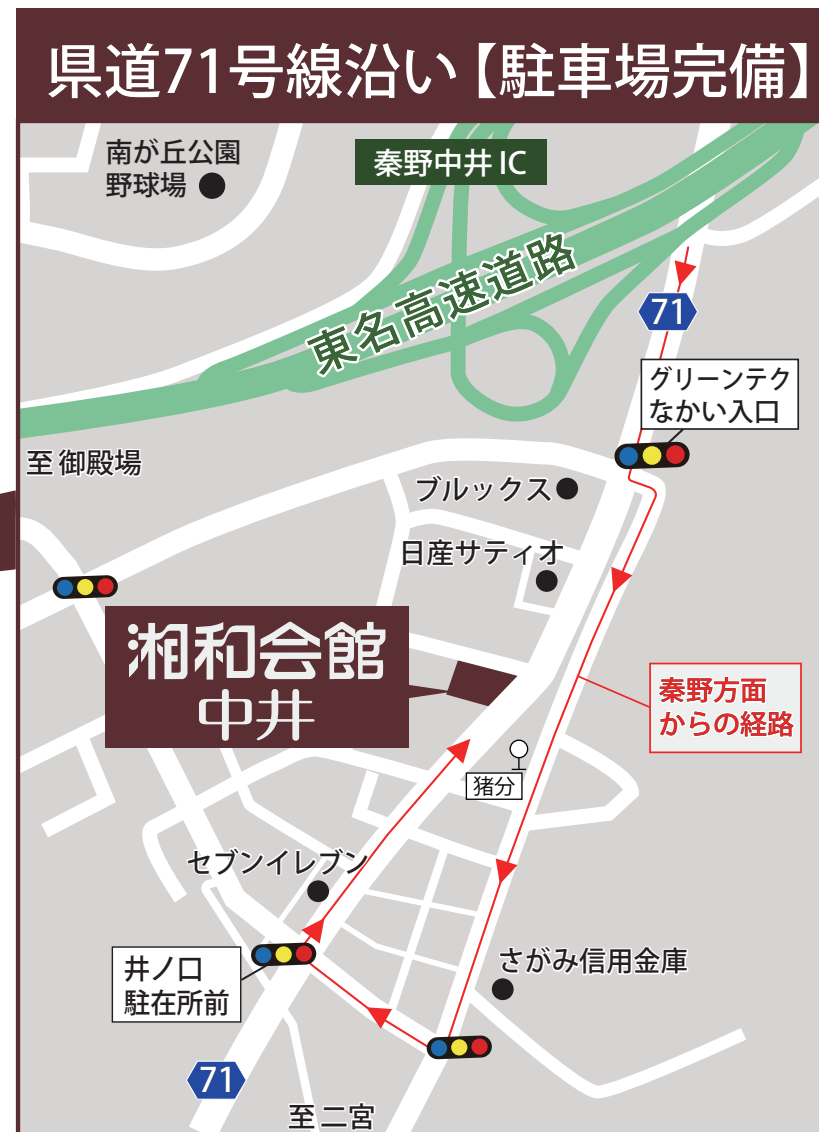 県道71号線沿い【駐車場完備】
南が丘公園
野球場
秦野中井 IC
東名高速道路
71
グリーンテク
なかい入口
至 御殿場
ブルックス
日産サティオ
湘和会館
中井
秦野方面
からの経路
猪分
セブンイレブン
井ノ口
駐在所前
さがみ信用金庫
71
至 二宮